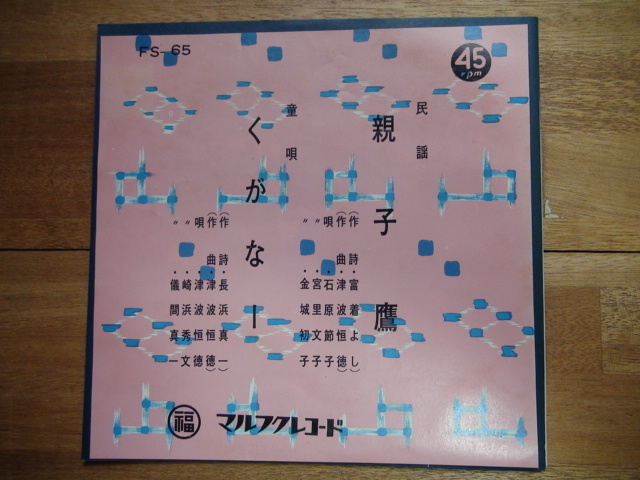 FS-65
45
rpm
民謡
親子鷹
(作詩・富着よし)
(作曲・津波恒徳)
唄・石原節子
〃・宮里文子
〃・金城初子
童唄
くがなー
(作詩・長浜真一)
(作曲・津波恒徳)
唄・津波恒徳
〃・崎浜秀文
〃・儀間真一
福 マルフクレコード